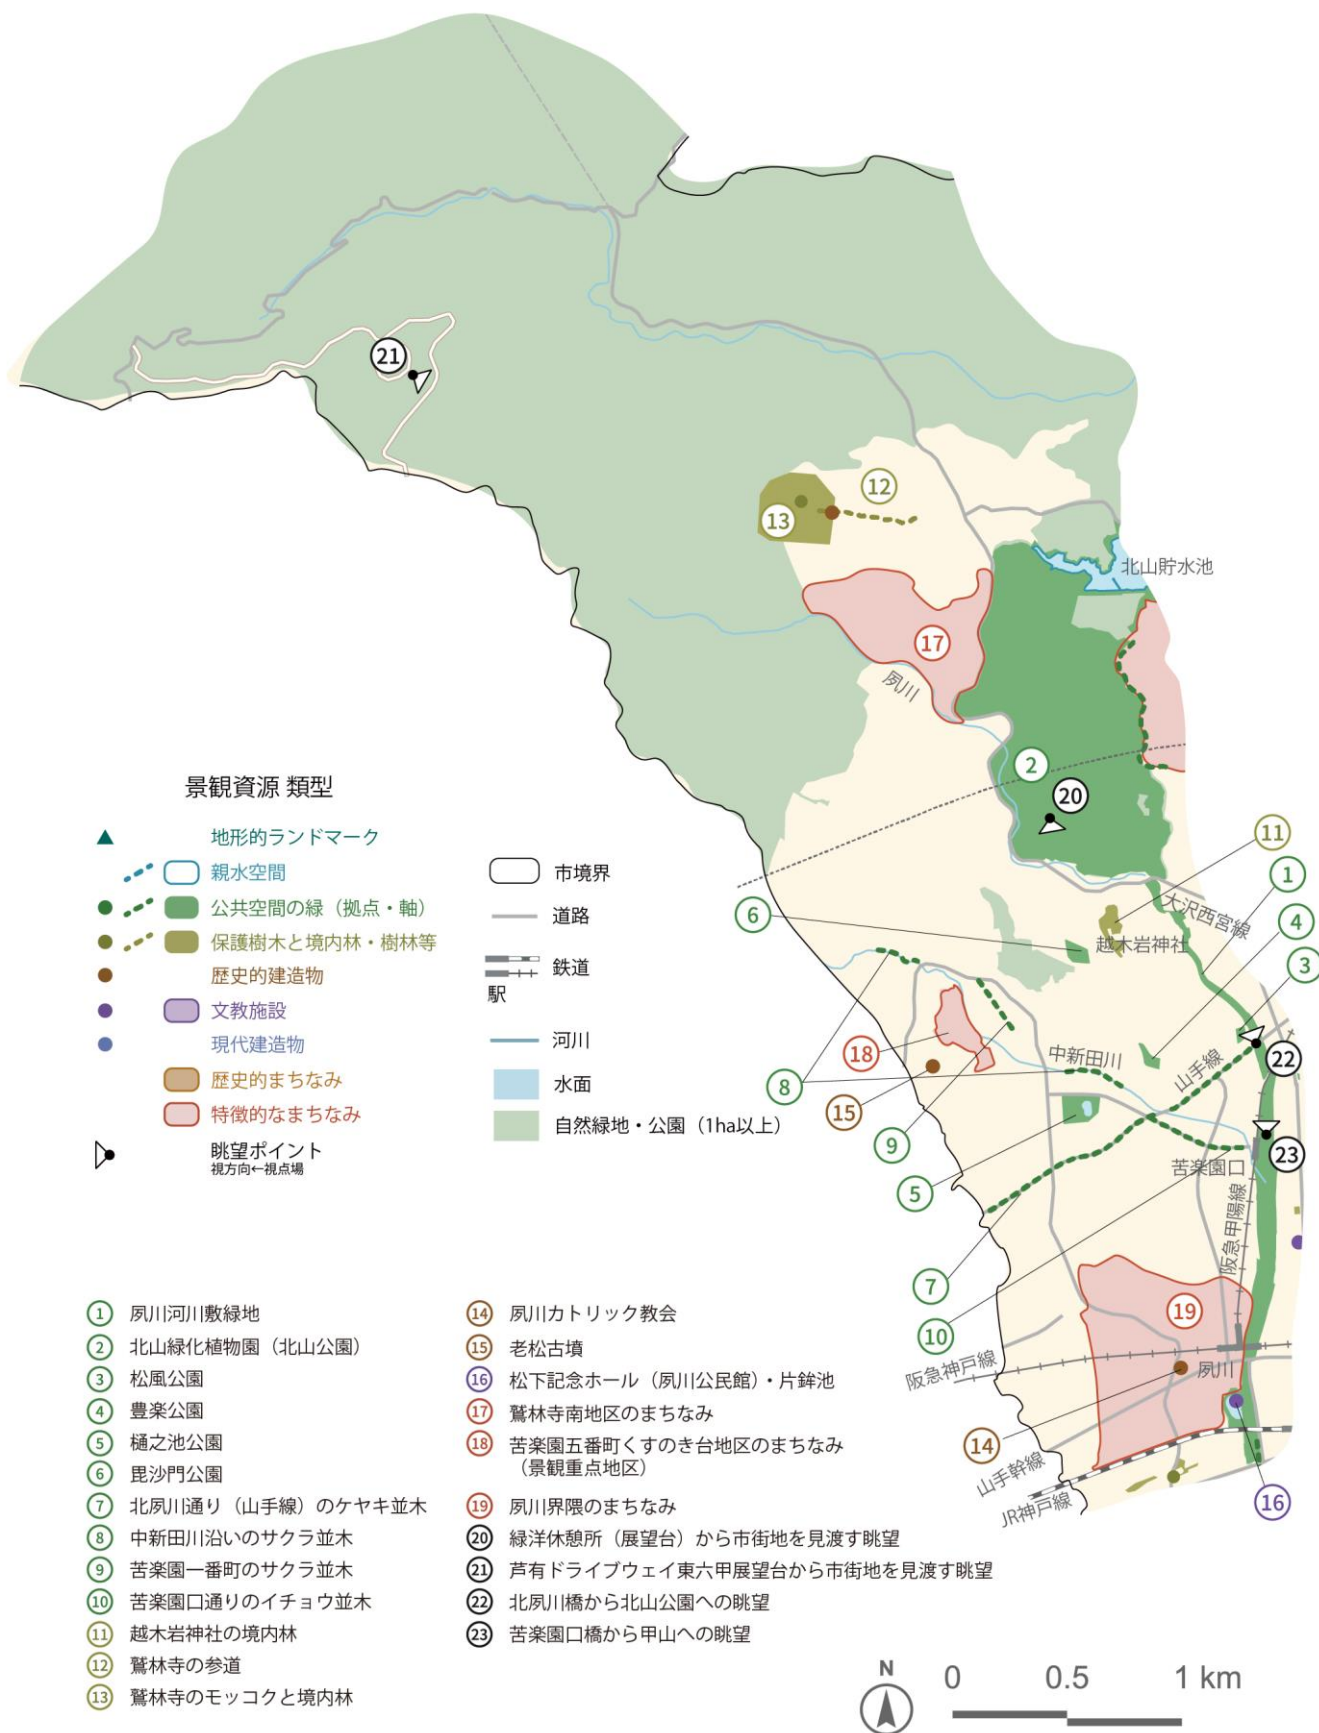 21
12
13
北山貯水池
17
夙川
2
20
11
1
大沢西宮線
4
6
越木岩神社
3
18
中新田川
山手線
22
8
15
9
23
苦楽園口
5
阪急甲陽線
7
19
10
阪急神戸線
夙川
14
山手幹線
JR神戸線
16
景観資源 類型
地形的ランドマーク
親水空間
公共空間の緑（拠点・軸）
保護樹木と境内林・樹林等
歴史的建造物
文教施設
現代建造物
歴史的まちなみ
特徴的なまちなみ
眺望ポイント
視方向←視点場
市境界
道路
鉄道
駅
河川
水面
自然緑地・公園（1ha以上）
1 夙川河川敷緑地
2 北山緑化植物園（北山公園）
3 松風公園
4 豊楽公園
5 樋之池公園
6 毘沙門公園
7 北夙川通り（山手線）のケヤキ並木
8 中新田川沿いのサクラ並木
9 苦楽園一番町のサクラ並木
10 苦楽園口通りのイチョウ並木
11 越木岩神社の境内林
12 鷲林寺の参道
13 鷲林寺のモッコクと境内林
14 夙川カトリック教会
15 老松古墳
16 松下記念ホール（夙川公民館）・片鉾池
17 鷲林寺南地区のまちなみ
18 苦楽園五番町くすのき台地区のまちなみ
（景観重点地区）
19 夙川界隈のまちなみ
20 緑洋休憩所（展望台）から市街地を見渡す眺望
21 芦有ドライブウェイ東六甲展望台から市街地を見渡す眺望
22 北夙川橋から北山公園への眺望
23 苦楽園口橋から甲山への眺望
N
0 0.5 1 km